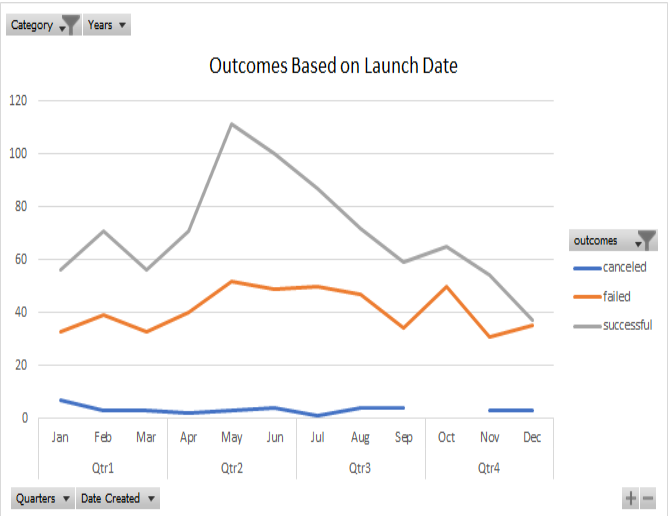 Category Years
Outcomes Based on Launch Date
120
100
80
60
40
20
0
Jan Feb Mar Apr May Jun Jul Aug Sep Oct Nov Dec
Qtr1 Qtr2 Qtr3 Qtr4
outcomes
canceled
failed
successful
Quarters Date Created